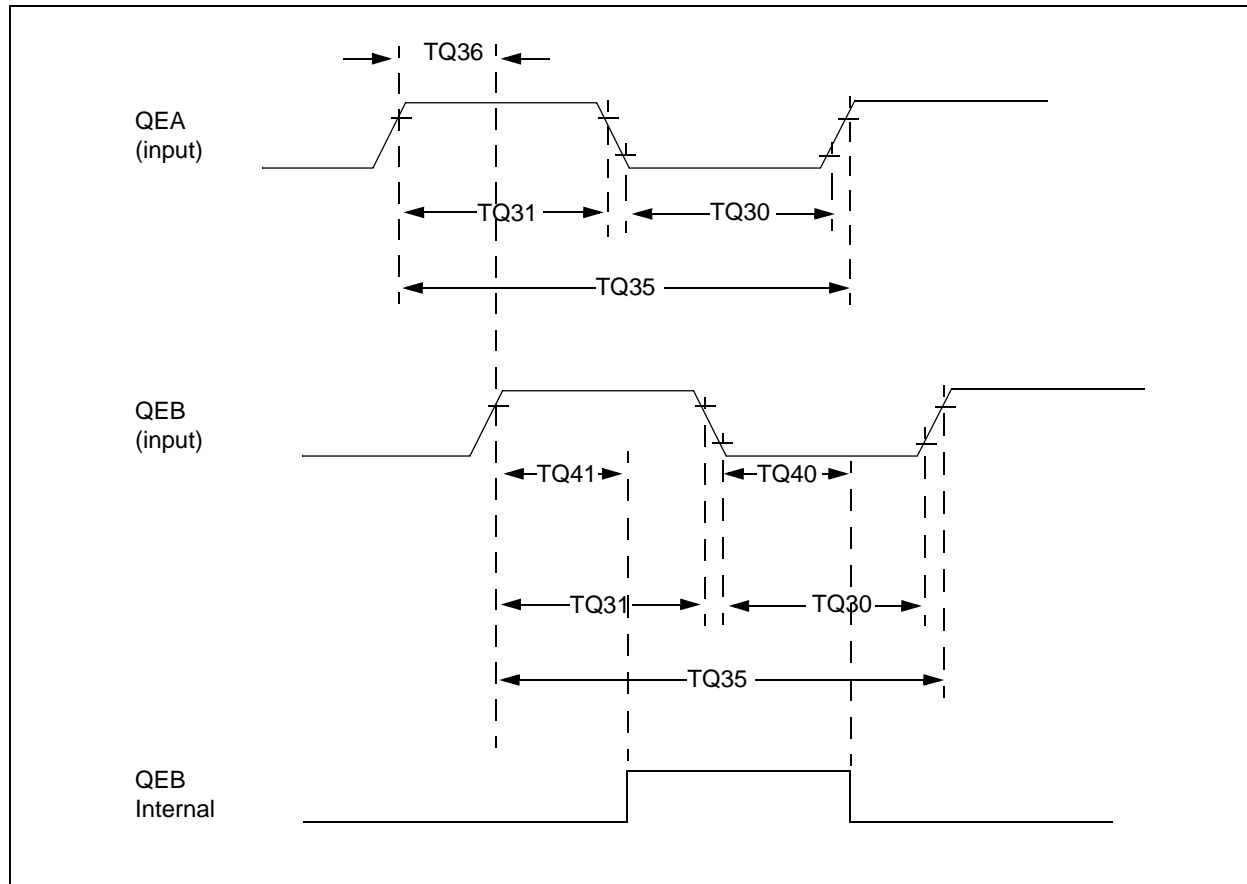 TQ36
QEA
(input)
TQ31
TQ30
TQ35
QEB
(input)
TQ41
TQ40
TQ31
TQ30
TQ35
QEB
Internal